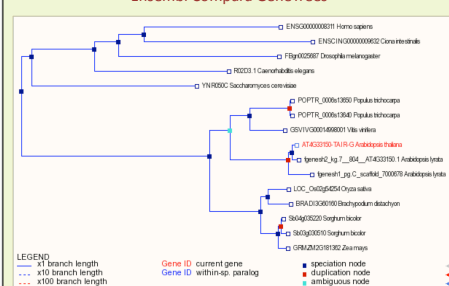 Ensembl Compara GeneTrees
ENSG00000008311 Homo sapiens
ENSCING00000009632 Ciona intestinalis
FBgn0025687 Drosophila melanogaster
R02D3.1 Caenorhabditis elegans
YNR050C Saccharomyces cerevisiae
POPTR_0006s13650 Populus trichocarpa
POPTR_0006s13640 Populus trichocarpa
GSVIVG00014998001 Vitis vinifera
AT4G33150-TAIR-G Arabidopsis thaliana
fgenesh2_kg.7__804__AT4G33150.1 Arabidopsis lyrata
fgenesh1_pg.C_scaffold_7000678 Arabidopsis lyrata
LOC_Os02g54254 Oryza sativa
BRADI3G60160 Brachypodium distachyon
Sb04g035220 Sorghum bicolor
Sb03g030510 Sorghum bicolor
GRMZM2G181362 Zea mays
LEGEND
x1 branch length Gene ID current gene speciation node
x10 branch length Gene ID within-sp. paralog duplication node
x100 branch length ambiguous node